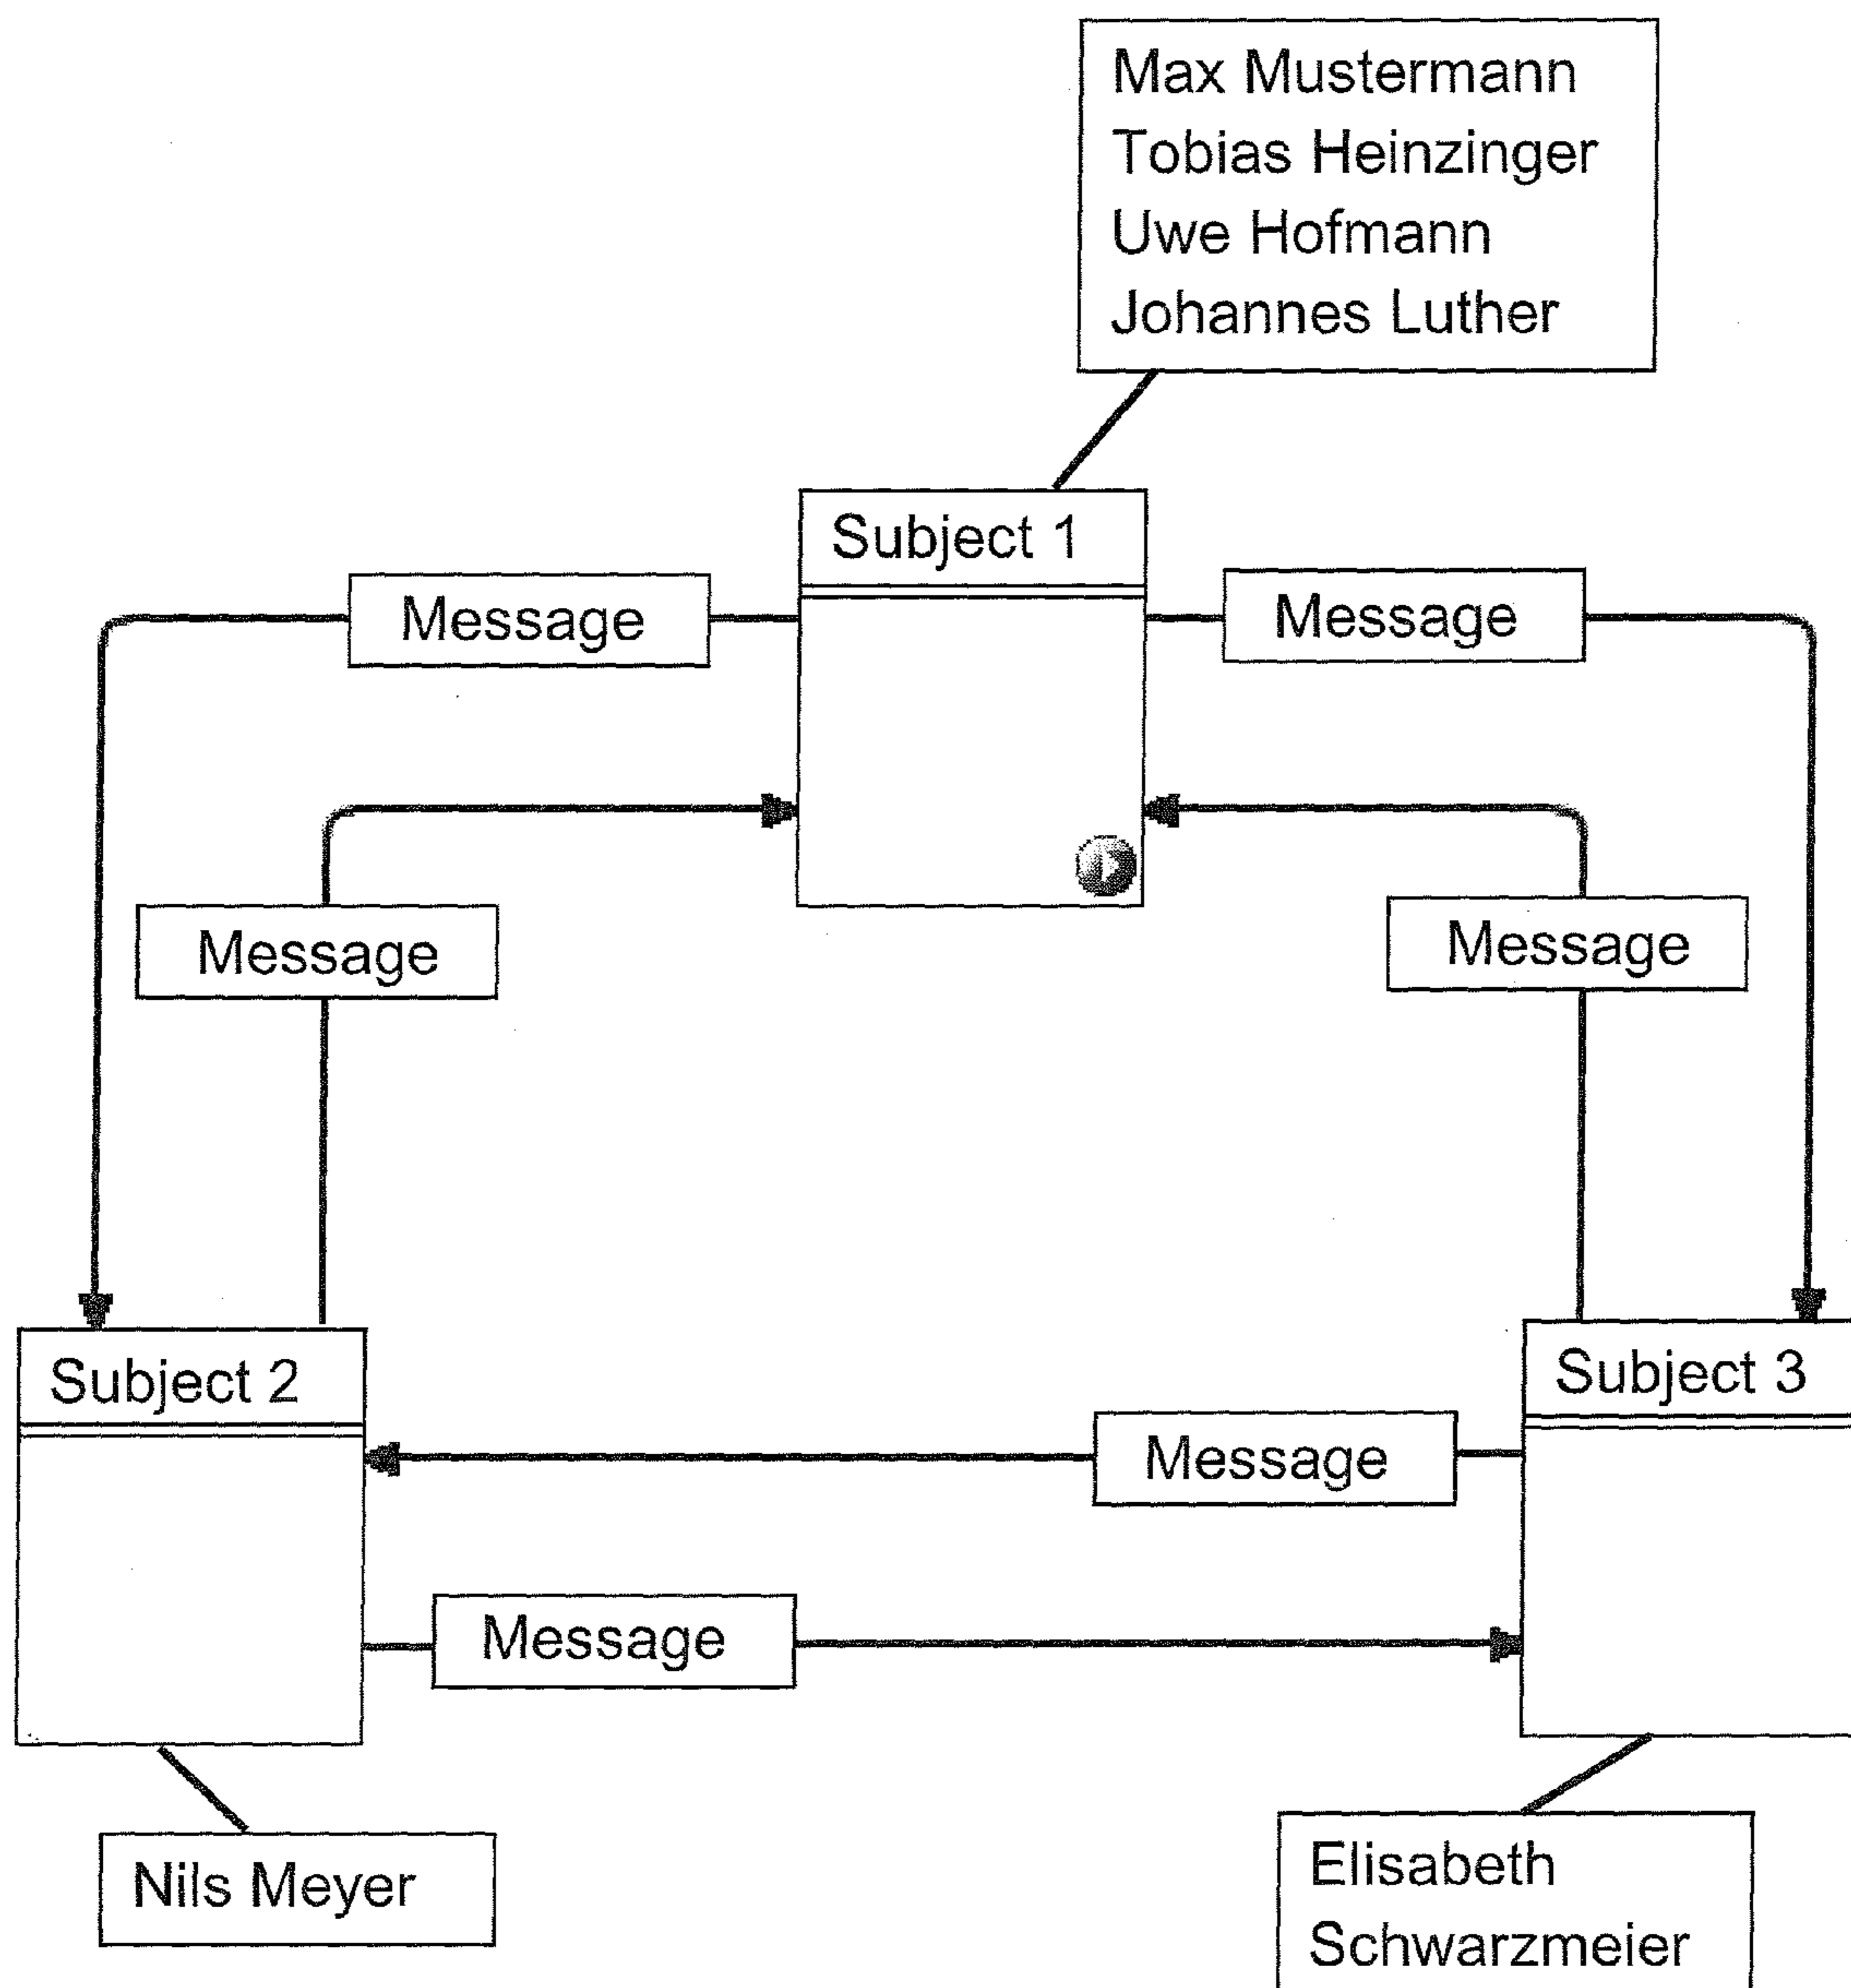 Max Mustermann
Tobias Heinzinger
Uwe Hofmann
Johannes Luther
Subject 1
Message
Message
Message
Message
Subject 2
Subject 3
Message
Message
Nils Meyer
Elisabeth
Schwarzmeier